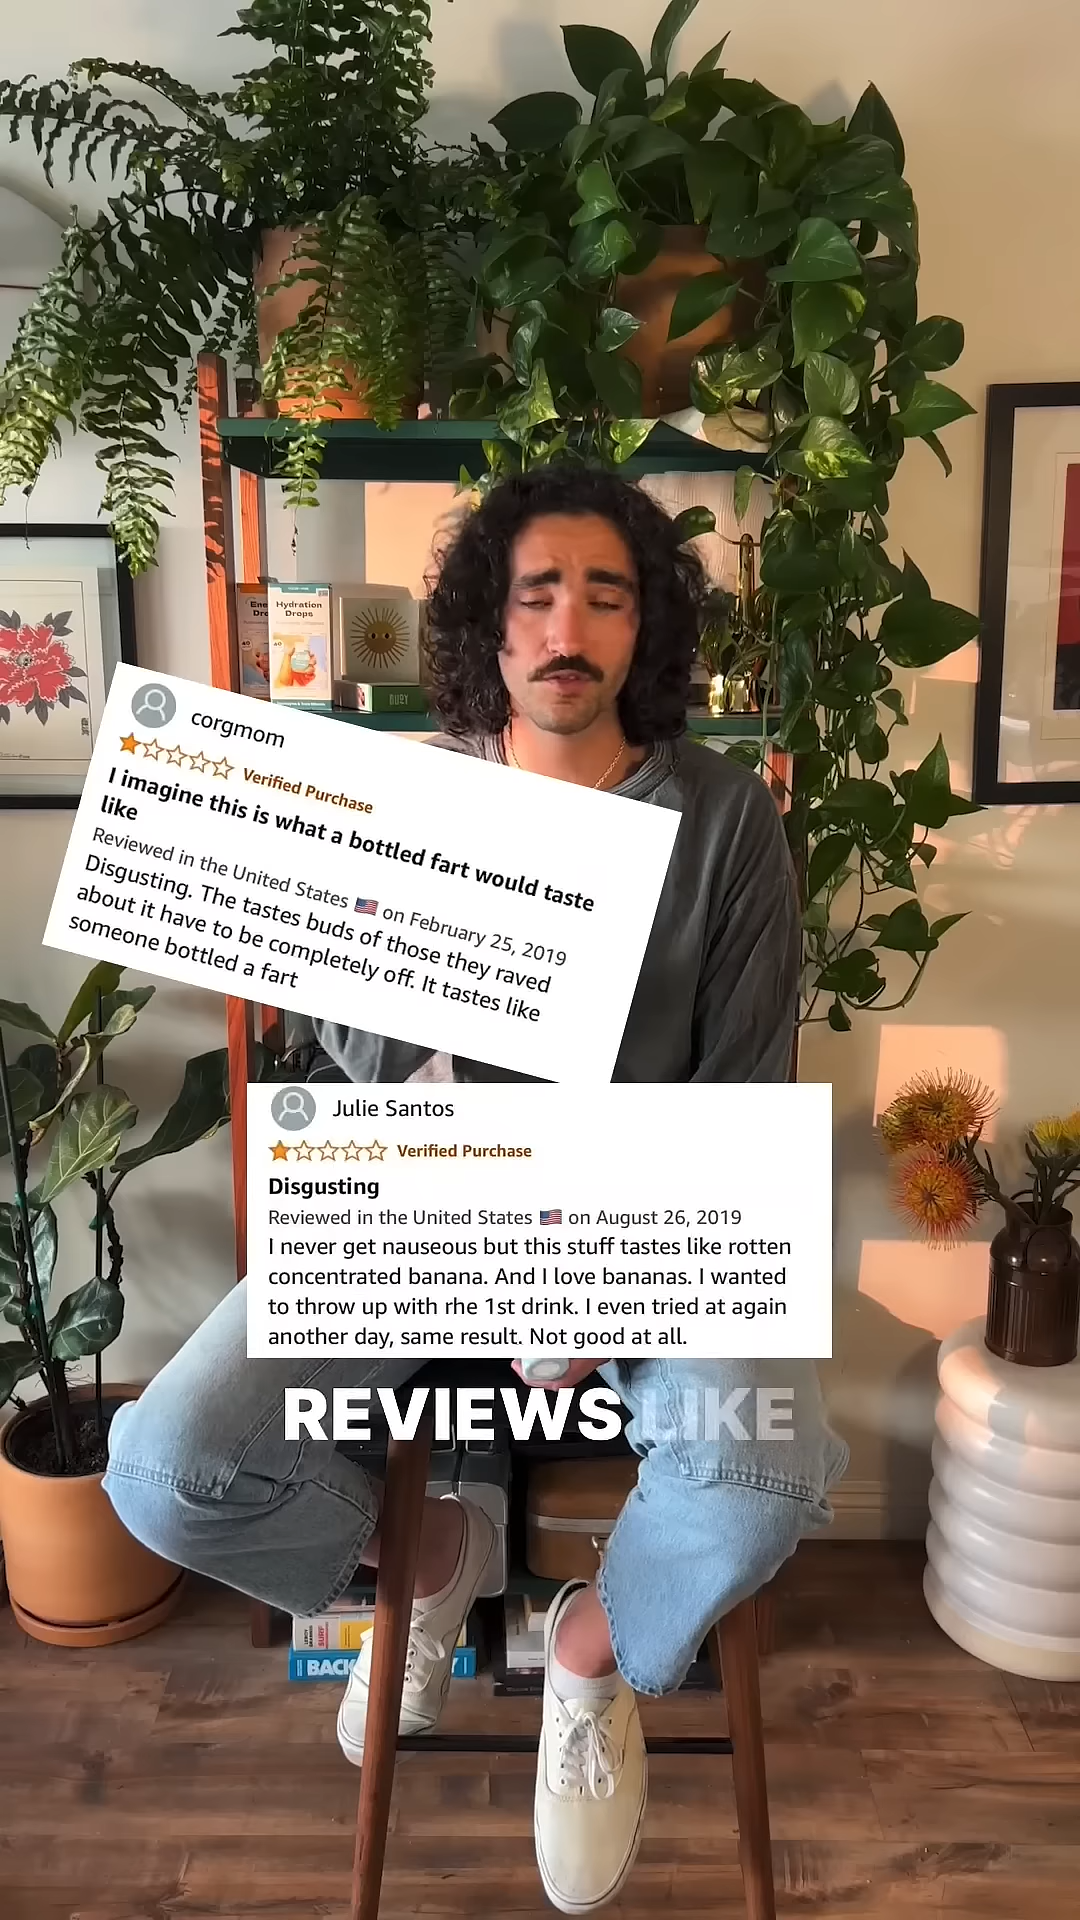 Hydration
Drops
40
corgmom
Verified Purchase
I imagine this is what a bottled fart would taste
like
Reviewed in the United States 🇺🇸 on February 25, 2019
Disgusting. The tastes buds of those they raved
about it have to be completely off. It tastes like
someone bottled a fart
Julie Santos
Verified Purchase
Disgusting
Reviewed in the United States 🇺🇸 on August 26, 2019
I never get nauseous but this stuff tastes like rotten
concentrated banana. And I love bananas. I wanted
to throw up with rhe 1st drink. I even tried at again
another day, same result. Not good at all.
REVIEWS LIKE
BACK